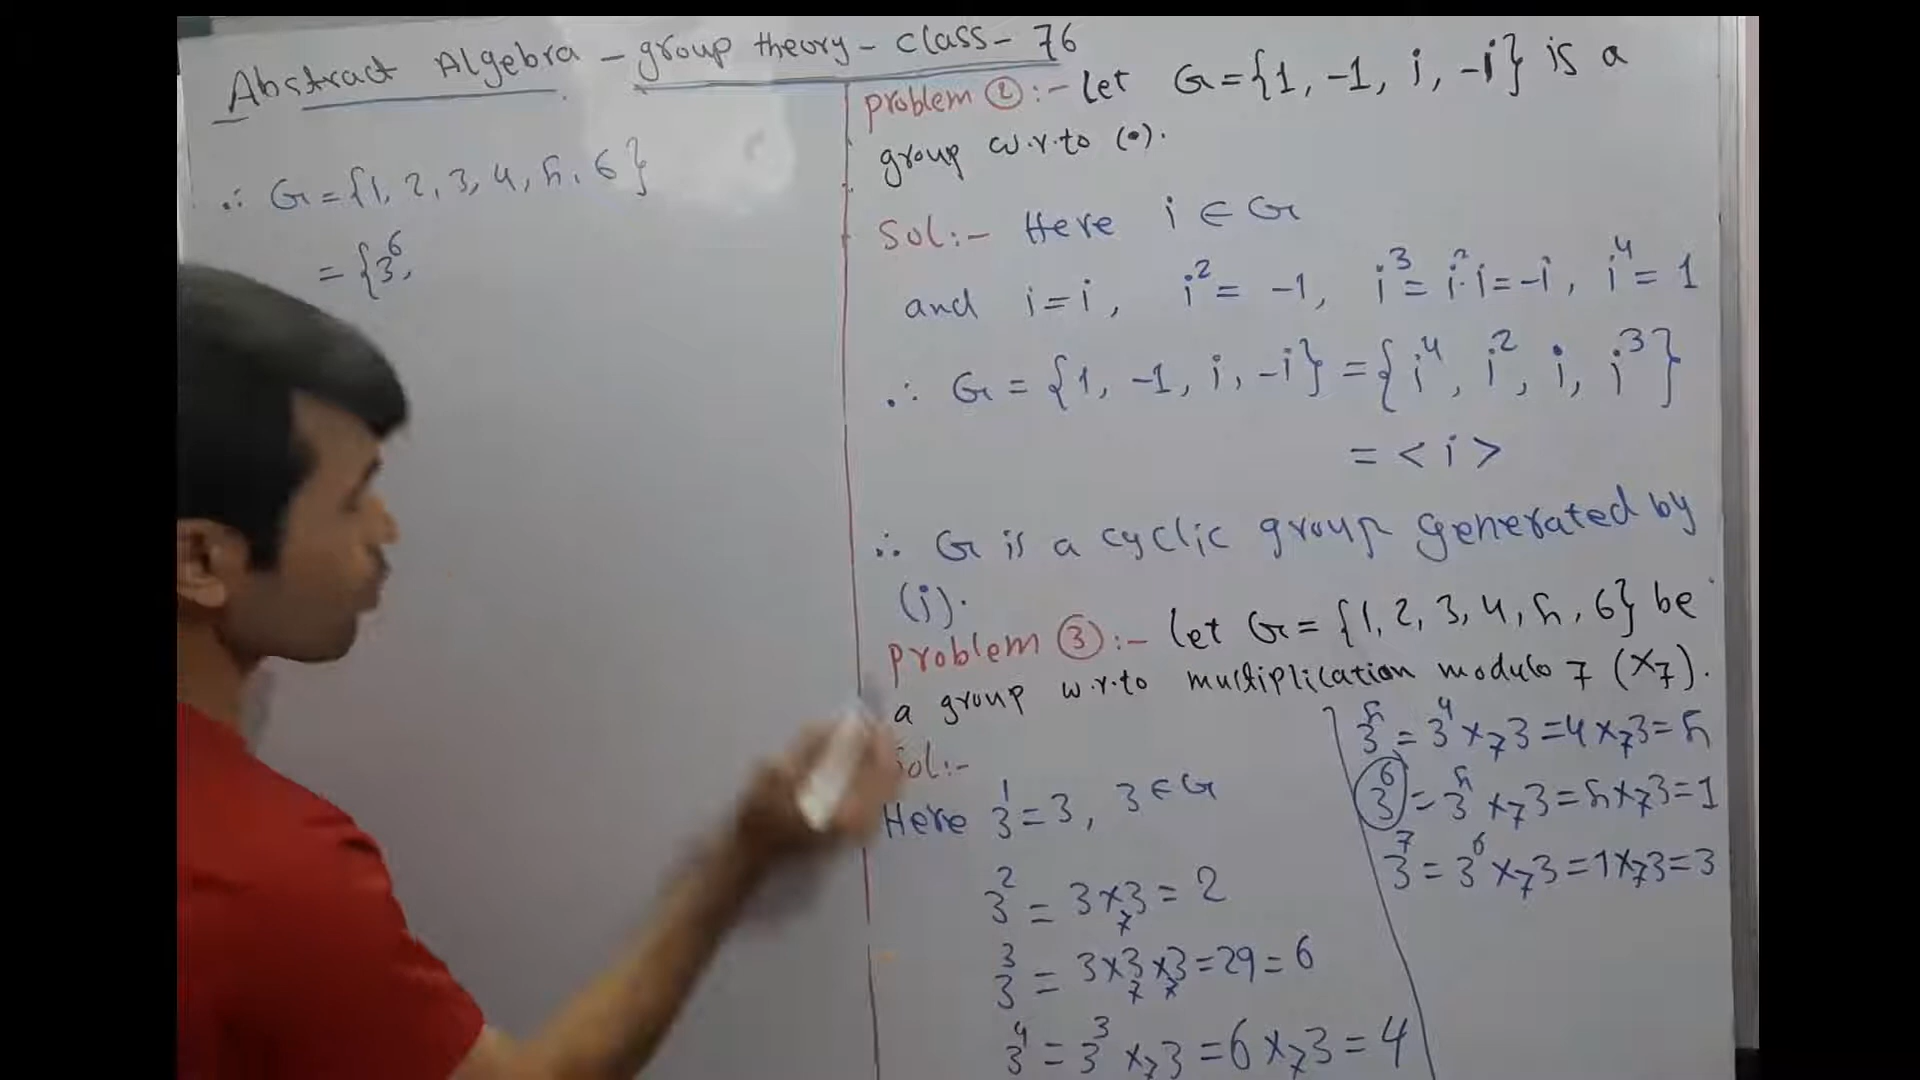 Abstract Algebra - group theory - class - 76
∴ G = {1, 2, 3, 4, 5, 6}
= {3⁶,
problem ② :- Let G = {1, -1, i, -i} is a
group w.r.to (•).
Sol :- Here i ∈ G
and i = i, i² = -1, i³ = i²·i = -i, i⁴ = 1
∴ G = {1, -1, i, -i} = {i⁴, i², i, i³}
= < i >
∴ G is a cyclic group generated by
(i).
problem ③ :- Let G = {1, 2, 3, 4, 5, 6} be
a group w.r.to multiplication modulo 7 (×₇).
Sol :-
Here 3¹ = 3, 3 ∈ G
3² = 3 ×₇ 3 = 2
3³ = 3 ×₇ 3 ×₇ 3 = 29 = 6
3⁴ = 3³ ×₇ 3 = 6 ×₇ 3 = 4
3⁵ = 3⁴ ×₇ 3 = 4 ×₇ 3 = 5
3⁶ = 3⁵ ×₇ 3 = 5 ×₇ 3 = 1
3⁷ = 3⁶ ×₇ 3 = 1 ×₇ 3 = 3